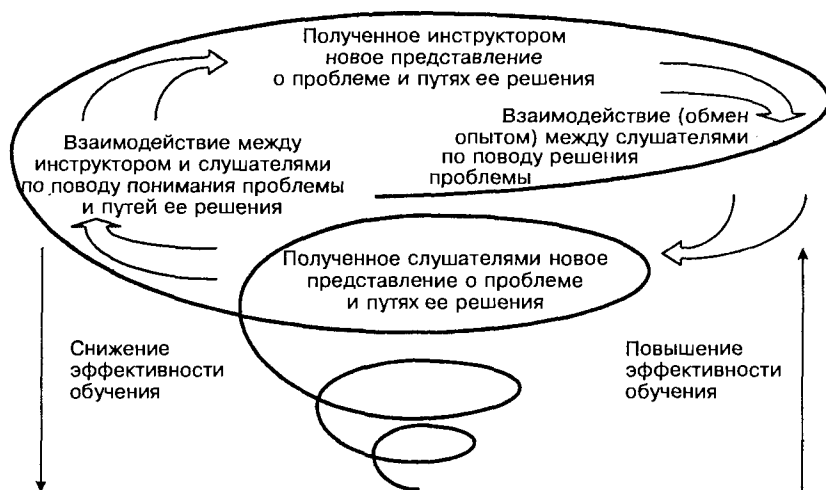 Полученное инструктором
новое представление
о проблеме и путях ее решения
Взаимодействие (обмен
опытом) между слушателями
по поводу решения
проблемы
Взаимодействие между
инструктором и слушателями
по поводу понимания проблемы
и путей ее решения
Полученное слушателями новое
представление о проблеме
и путях ее решения
Снижение
эффективности
обучения
Повышение
эффективности
обучения